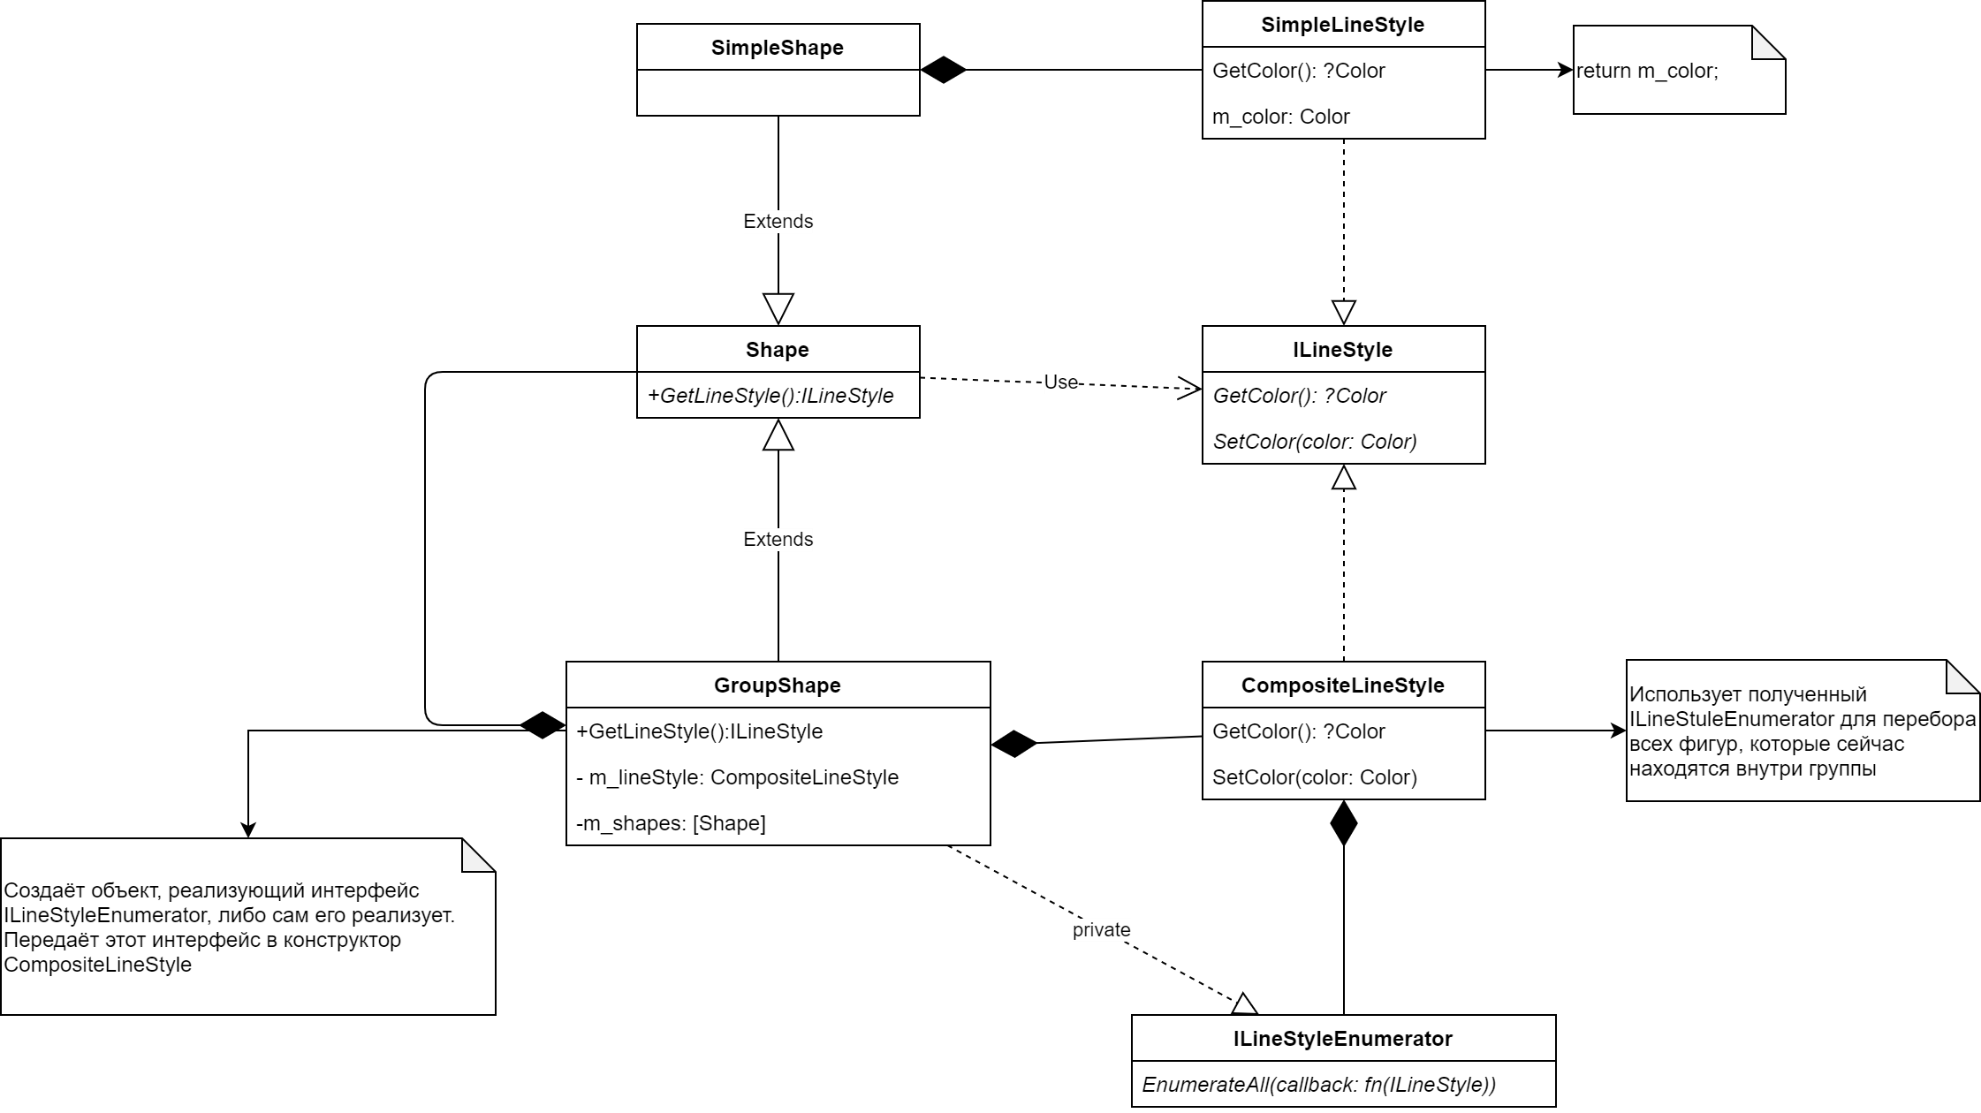 SimpleShape
SimpleLineStyle
GetColor(): ?Color
m_color: Color
return m_color;
Extends
Shape
+GetLineStyle():ILineStyle
Use
ILineStyle
GetColor(): ?Color
SetColor(color: Color)
Extends
GroupShape
+GetLineStyle():ILineStyle
- m_lineStyle: CompositeLineStyle
-m_shapes: [Shape]
CompositeLineStyle
GetColor(): ?Color
SetColor(color: Color)
Использует полученный
ILineStuleEnumerator для перебора
всех фигур, которые сейчас
находятся внутри группы
Создаёт объект, реализующий интерфейс
ILineStyleEnumerator, либо сам его реализует.
Передаёт этот интерфейс в конструктор
CompositeLineStyle
private
ILineStyleEnumerator
EnumerateAll(callback: fn(ILineStyle))